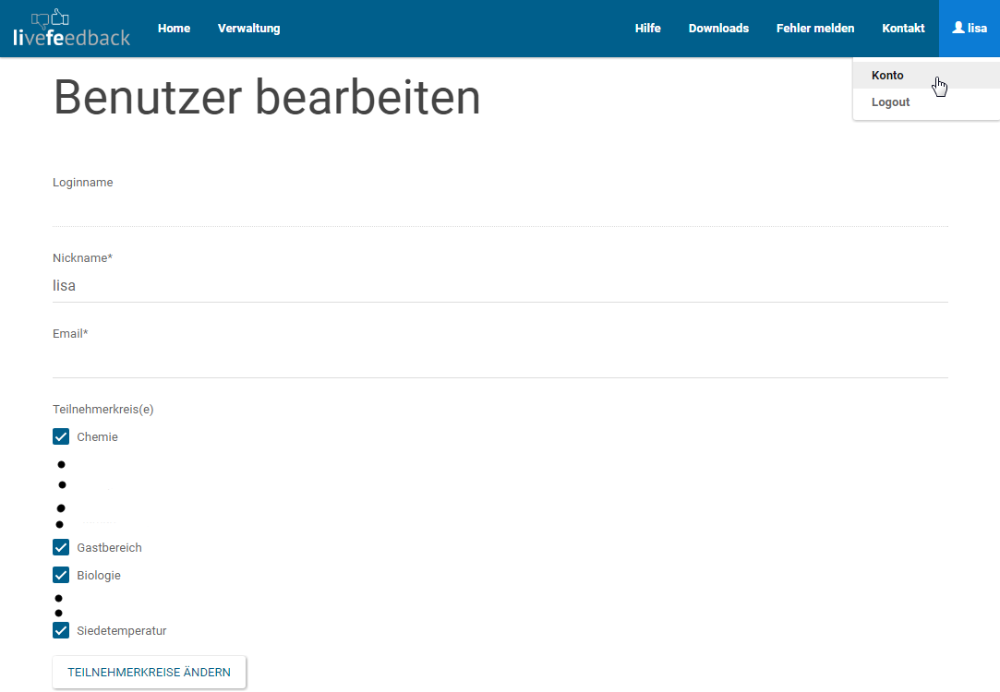 livefeedback
Home Verwaltung Hilfe Downloads Fehler melden Kontakt lisa
Konto
Logout
Benutzer bearbeiten
Loginname
Nickname*
lisa
Email*
Teilnehmerkreis(e)
Chemie
Gastbereich
Biologie
Siedetemperatur
TEILNEHMERKREISE ÄNDERN